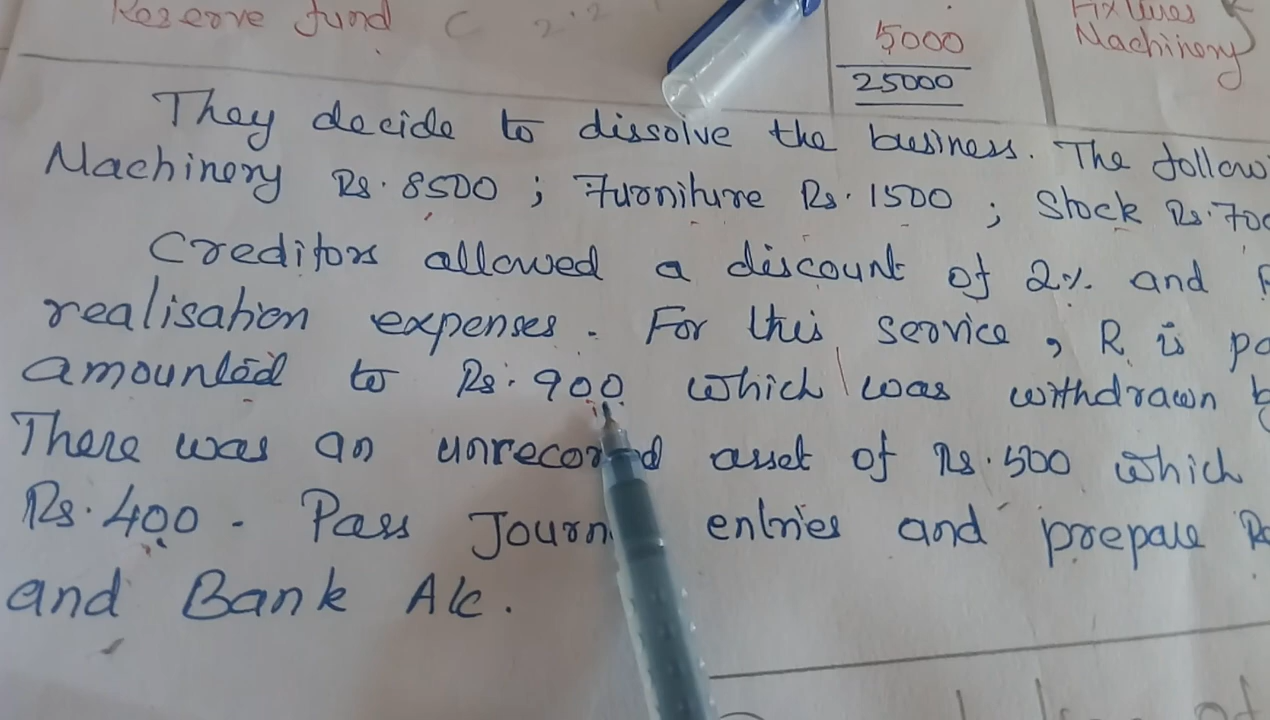 Reserve fund
5000
25000
Fixtures
Machinery
They decide to dissolve the business. The follow
Machinery Rs. 8500 ; Furniture Rs. 1500 ; Stock Rs. 700
Creditors allowed a discount of 2% and
realisation expenses. For this service, R is pa
amounted to Rs. 900 which was withdrawn b
There was an unrecorded asset of Rs. 500 which
Rs. 400. Pass Journ entries and prepare Re
and Bank A/c.